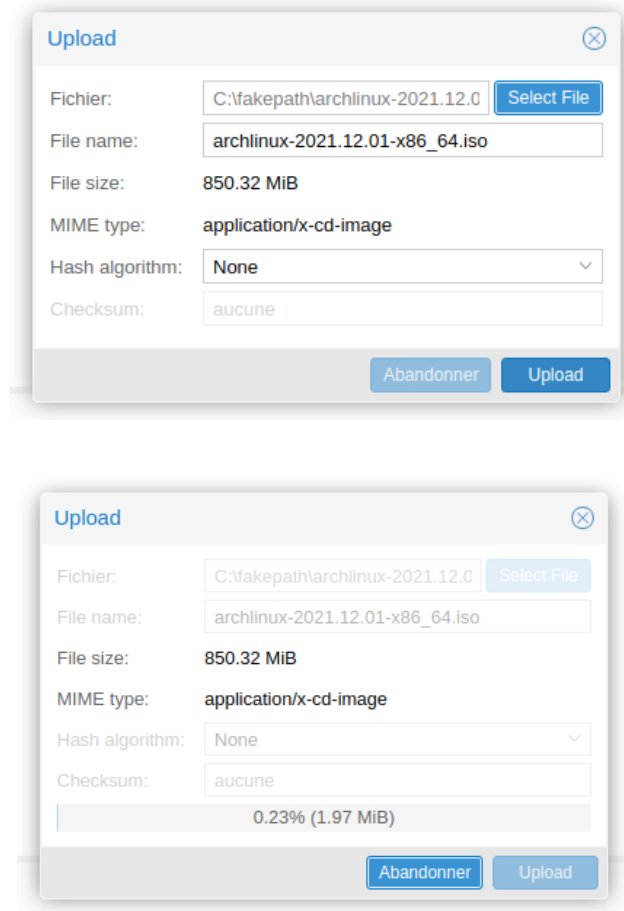 Upload
Fichier: C:\fakepath\archlinux-2021.12.0 Select File
File name: archlinux-2021.12.01-x86_64.iso
File size: 850.32 MiB
MIME type: application/x-cd-image
Hash algorithm: None
Checksum: aucune
Abandonner Upload
Upload
Fichier: C:\fakepath\archlinux-2021.12.0 Select File
File name: archlinux-2021.12.01-x86_64.iso
File size: 850.32 MiB
MIME type: application/x-cd-image
Hash algorithm: None
Checksum: aucune
0.23% (1.97 MiB)
Abandonner Upload